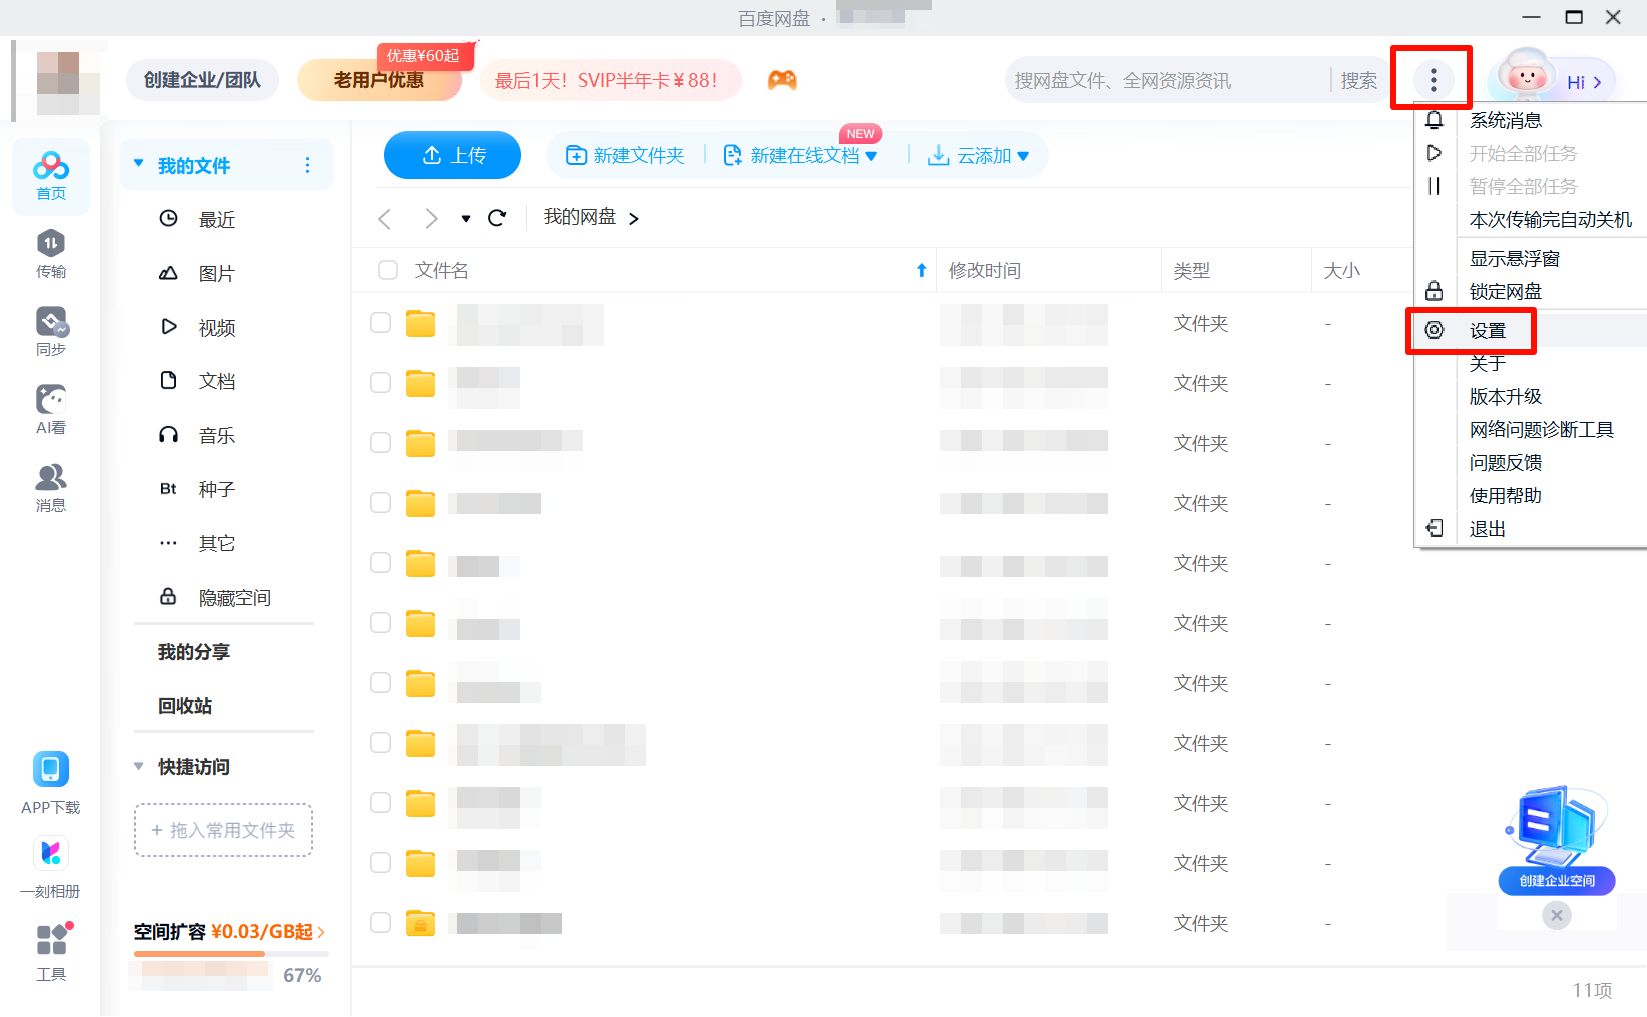 百度网盘 ·
创建企业/团队
优惠¥60起
老用户优惠
最后1天！SVIP半年卡￥88！
搜网盘文件、全网资源资讯
搜索
Hi
首页
传输
同步
AI看
消息
APP下载
一刻相册
工具
我的文件
最近
图片
视频
文档
音乐
Bt 种子
其它
隐藏空间
我的分享
回收站
快捷访问
+ 拖入常用文件夹
空间扩容 ¥0.03/GB起
67%
上传
新建文件夹
新建在线文档
NEW
云添加
我的网盘
文件名
修改时间
类型
大小
文件夹 -
文件夹 -
文件夹 -
文件夹 -
文件夹 -
文件夹 -
文件夹 -
文件夹 -
文件夹 -
文件夹 -
文件夹 -
系统消息
开始全部任务
暂停全部任务
本次传输完自动关机
显示悬浮窗
锁定网盘
设置
关于
版本升级
网络问题诊断工具
问题反馈
使用帮助
退出
创建企业空间
11项